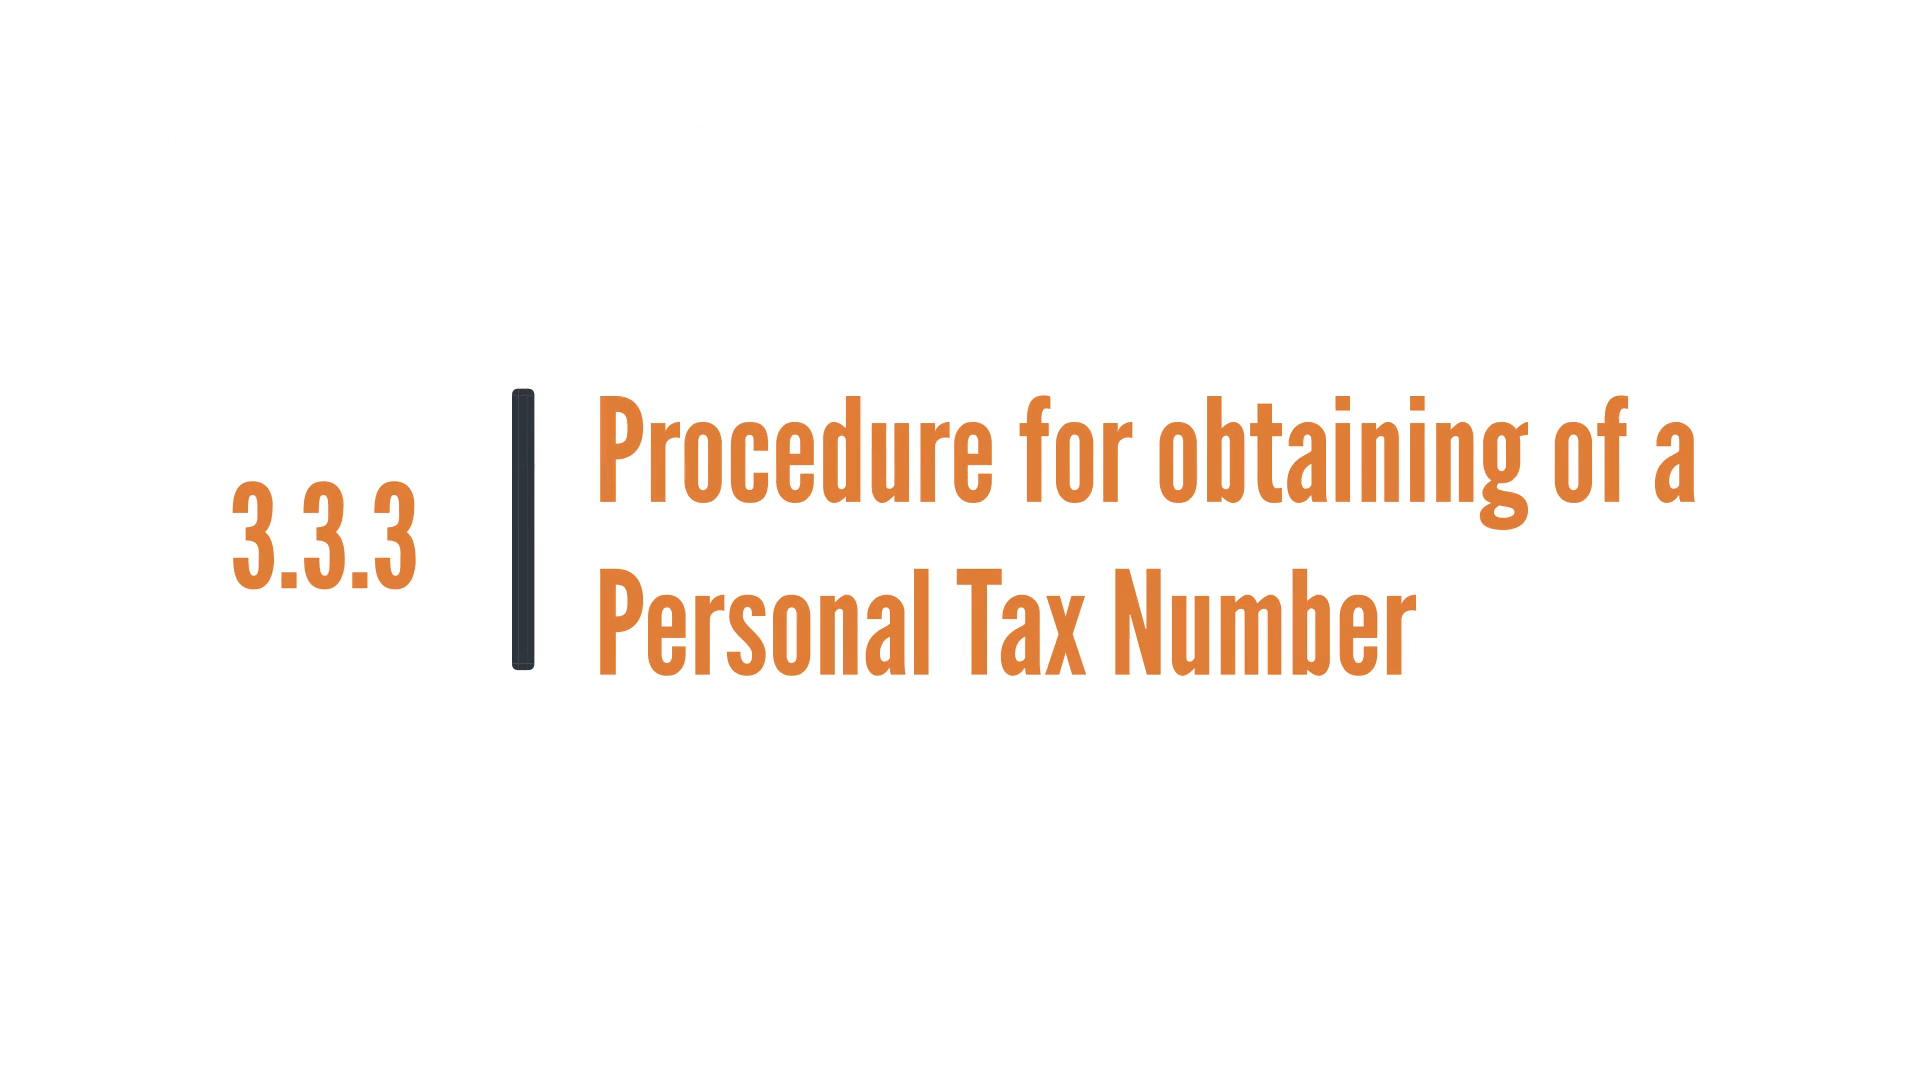 3.3.3
Procedure for obtaining of a
Personal Tax Number